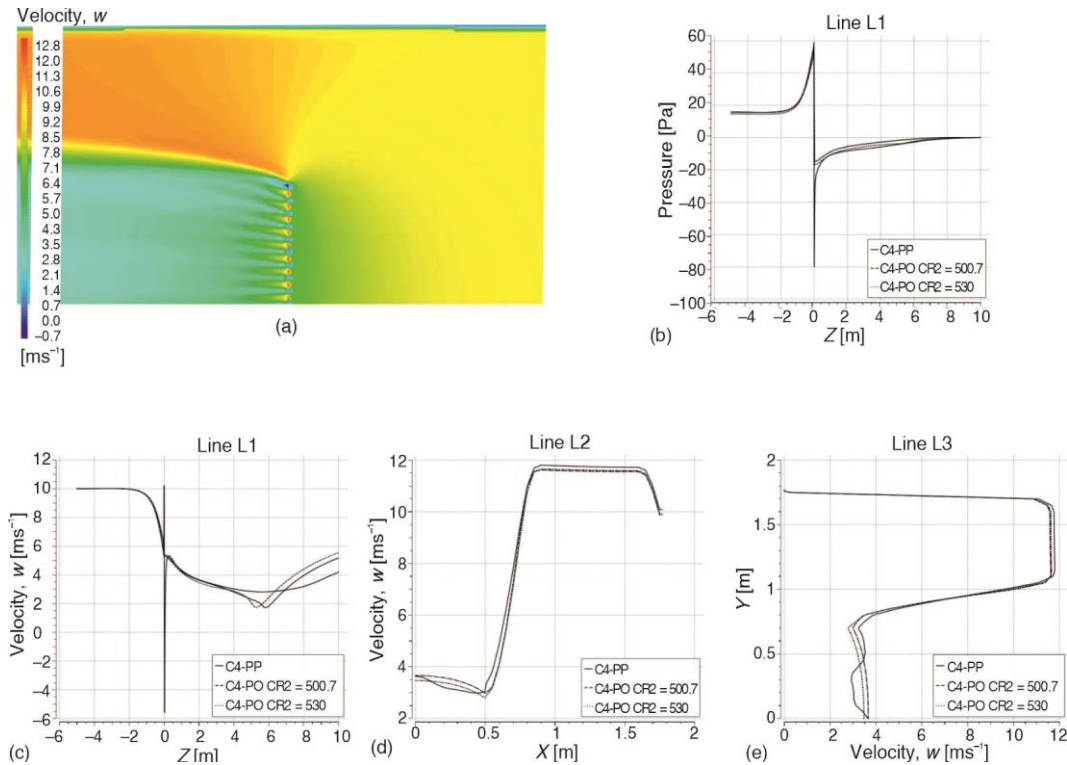 Velocity, w
12.8
12.0
11.3
10.6
9.9
9.2
8.5
7.8
7.1
6.4
5.7
5.0
4.2
3.5
2.8
2.1
1.4
0.7
0.0
−0.7
[ms⁻¹]
(a)
Line L1
Pressure [Pa]
60
40
20
0
−20
−40
−60
−80
−100
−6 −4 −2 0 2 4 6 8 10
Z [m]
C4-PP
C4-PO CR2 = 500.7
C4-PO CR2 = 530
(b)
Line L1
Velocity, w [ms⁻¹]
12
10
8
6
4
2
0
−2
−4
−6
−6 −4 −2 0 2 4 6 8 10
Z [m]
C4-PP
C4-PO CR2 = 500.7
C4-PO CR2 = 530
(c)
Line L2
Velocity, w [ms⁻¹]
12
10
8
6
4
2
0 0.5 1 1.5 2
X [m]
C4-PP
C4-PO CR2 = 500.7
C4-PO CR2 = 530
(d)
Line L3
Y [m]
2
1.5
1
0.5
0
0 2 4 6 8 10 12
Velocity, w [ms⁻¹]
C4-PP
C4-PO CR2 = 500.7
C4-PO CR2 = 530
(e)